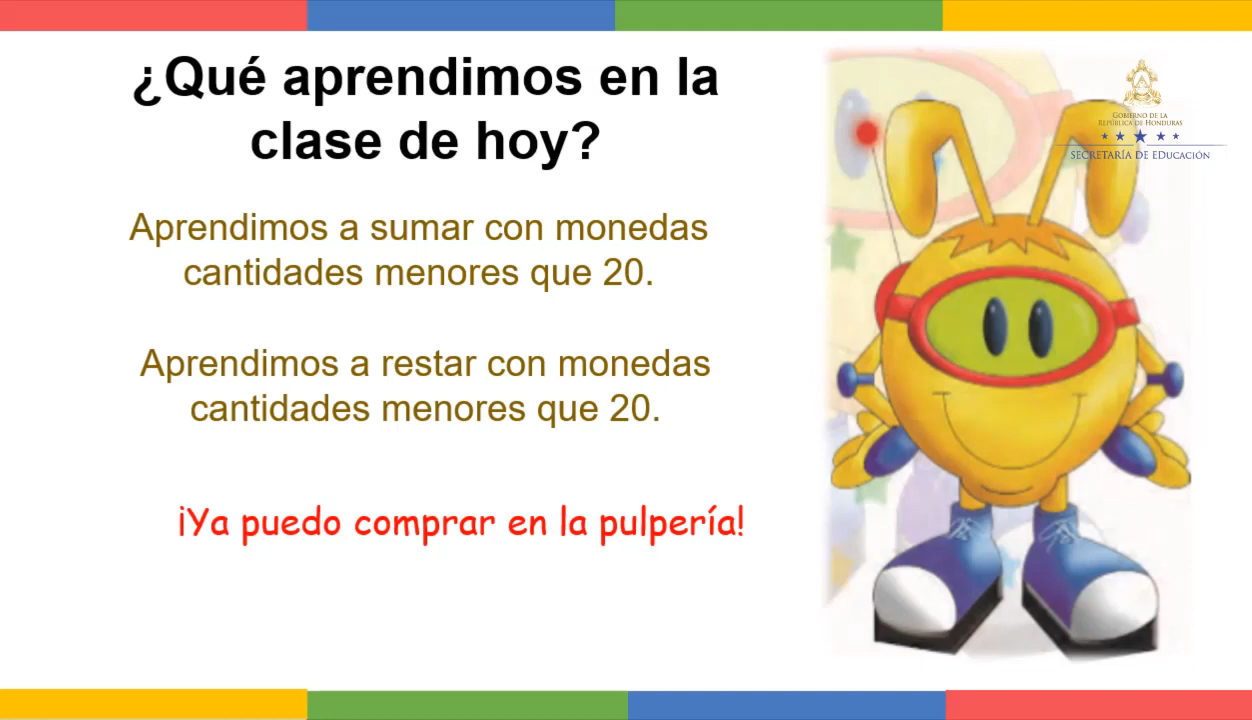 ¿Qué aprendimos en la
clase de hoy?
Aprendimos a sumar con monedas
cantidades menores que 20.
Aprendimos a restar con monedas
cantidades menores que 20.
¡Ya puedo comprar en la pulpería!
GOBIERNO DE LA
REPÚBLICA DE HONDURAS
SECRETARÍA DE EDUCACIÓN